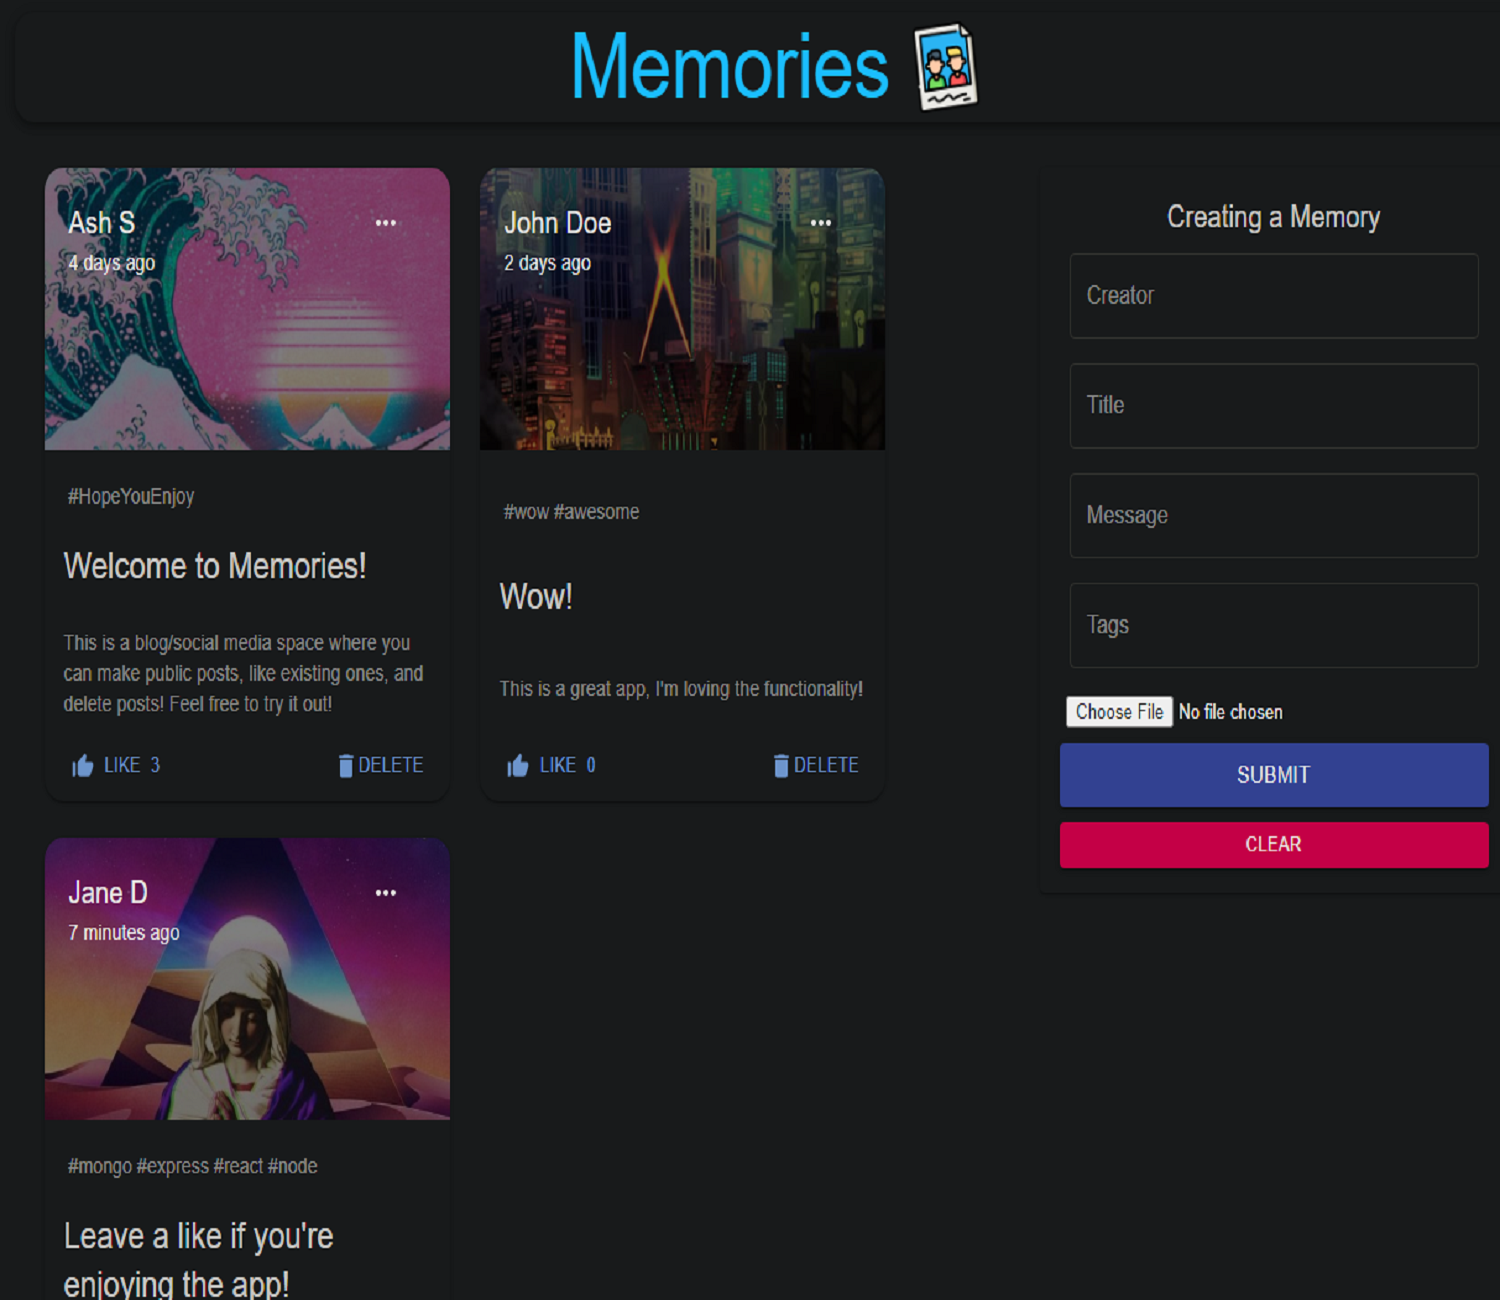 Memories
Ash S
4 days ago
#HopeYouEnjoy
Welcome to Memories!
This is a blog/social media space where you
can make public posts, like existing ones, and
delete posts! Feel free to try it out!
LIKE 3
DELETE
John Doe
2 days ago
#wow #awesome
Wow!
This is a great app, I'm loving the functionality!
LIKE 0
DELETE
Jane D
7 minutes ago
#mongo #express #react #node
Leave a like if you're
enjoying the app!
Creating a Memory
Creator
Title
Message
Tags
Choose File No file chosen
SUBMIT
CLEAR